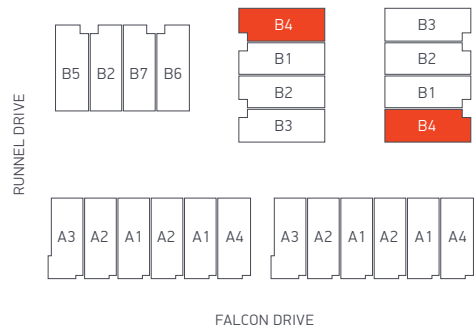 B4
B3
B1
B2
B5 B2 B7 B6
B2
B1
B3
B4
RUNNEL DRIVE
A3 A2 A1 A2 A1 A4
A3 A2 A1 A2 A1 A4
FALCON DRIVE